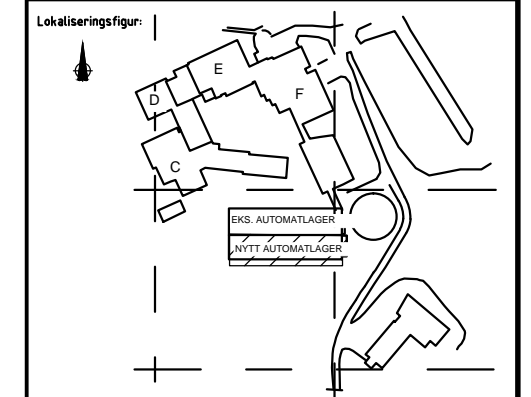 Lokaliseringsfigur:
E
D
F
C
EKS. AUTOMATLAGER
NYTT AUTOMATLAGER